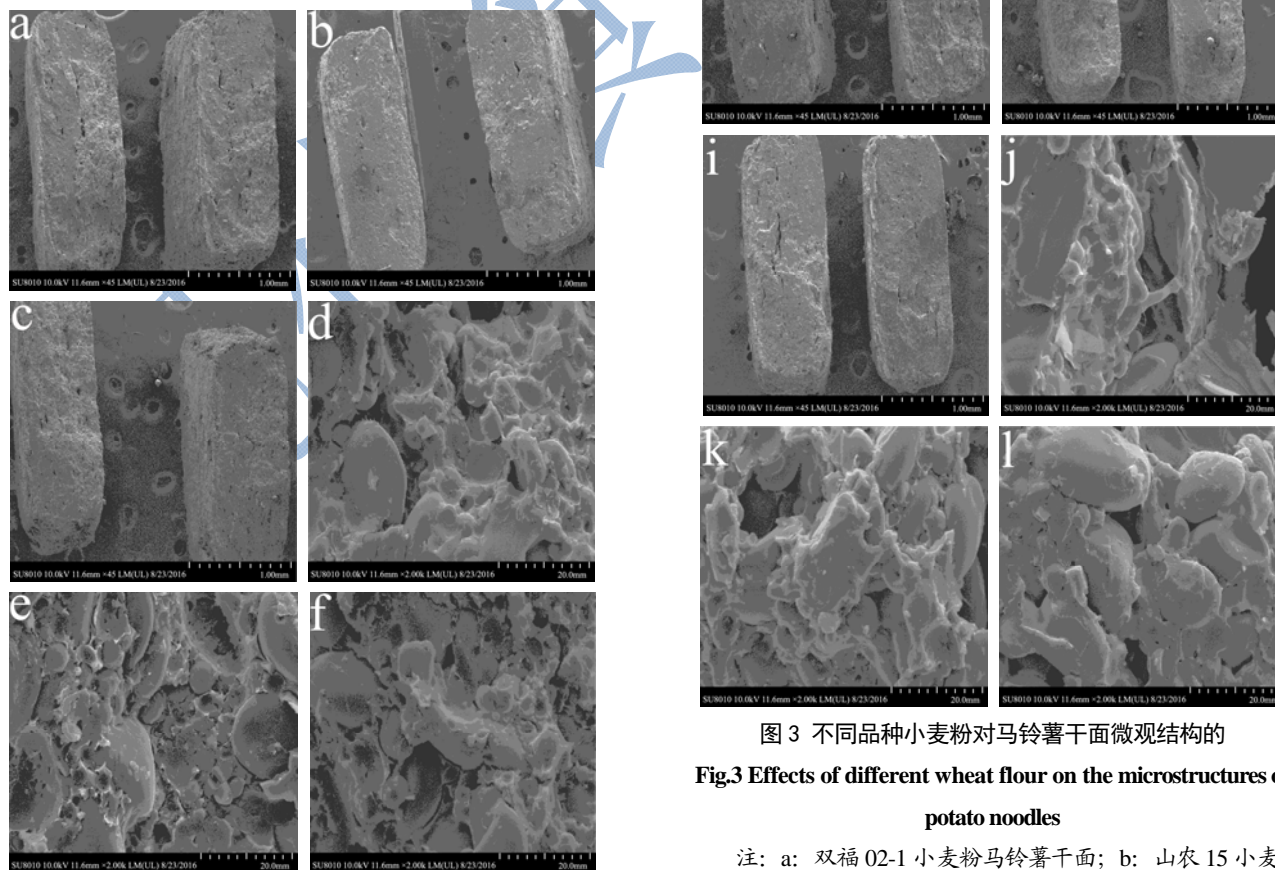 a
b
SU8010 10.0kV 11.6mm ×45 LM(UL) 8/23/2016 1.00mm
SU8010 10.0kV 11.6mm ×45 LM(UL) 8/23/2016 1.00mm
c
d
SU8010 10.0kV 11.6mm ×45 LM(UL) 8/23/2016 1.00mm
SU8010 10.0kV 11.6mm ×2.00k LM(UL) 8/23/2016 20.0mm
e
f
SU8010 10.0kV 11.6mm ×2.00k LM(UL) 8/23/2016 20.0mm
SU8010 10.0kV 11.6mm ×2.00k LM(UL) 8/23/2016 20.0mm
SU8010 10.0kV 11.6mm ×45 LM(UL) 8/23/2016 1.00mm
SU8010 10.0kV 11.6mm ×45 LM(UL) 8/23/2016 1.00mm
i
j
SU8010 10.0kV 11.6mm ×45 LM(UL) 8/23/2016 1.00mm
SU8010 10.0kV 11.6mm ×2.00k LM(UL) 8/23/2016 20.0mm
k
l
SU8010 10.0kV 11.6mm ×2.00k LM(UL) 8/23/2016 20.0mm
SU8010 10.0kV 11.6mm ×2.00k LM(UL) 8/23/2016 20.0mm
图 3 不同品种小麦粉对马铃薯干面微观结构的
Fig.3 Effects of different wheat flour on the microstructures
potato noodles
注：a：双福 02-1 小麦粉马铃薯干面；b：山农 15 小麦